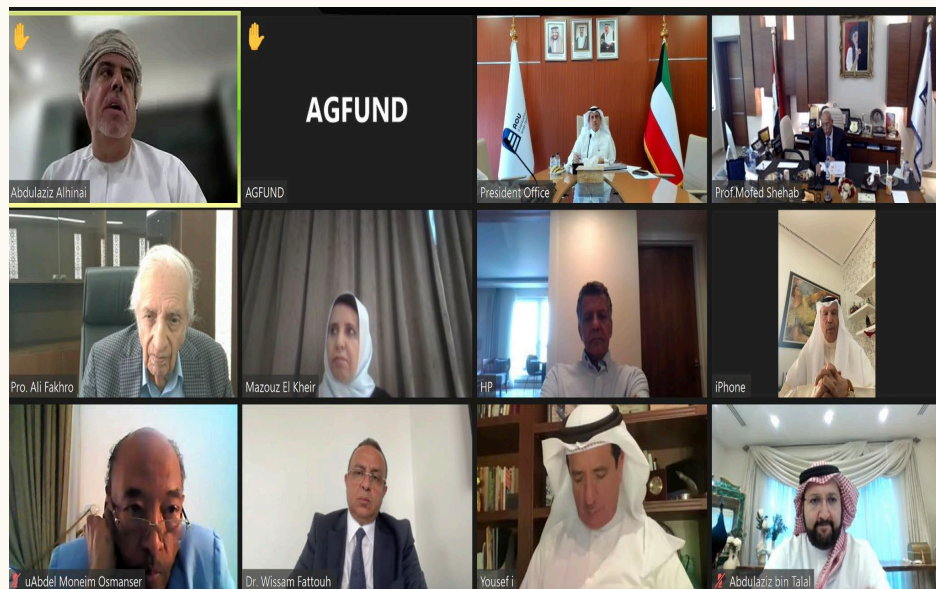 Abdulaziz Alhinai
AGFUND
AGFUND
President Office
AOU
Prof.Mofed Shehab
Pro. Ali Fakhro
Mazouz El Kheir
HP
iPhone
uAbdel Moneim Osmanser
Dr. Wissam Fattouh
Yousef i
Abdulaziz bin Talal